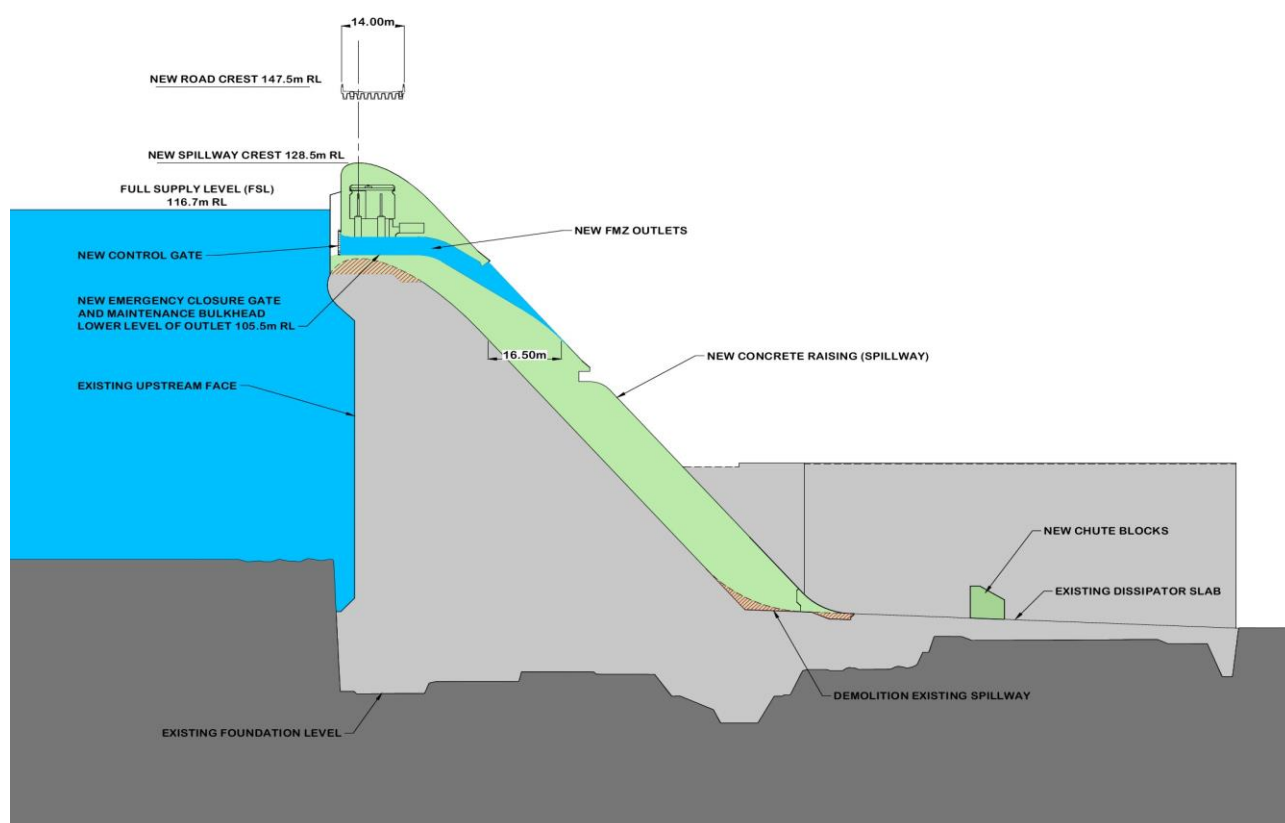 14.00m
NEW ROAD CREST 147.5m RL
NEW SPILLWAY CREST 128.5m RL
FULL SUPPLY LEVEL (FSL)
116.7m RL
NEW FMZ OUTLETS
NEW CONTROL GATE
NEW EMERGENCY CLOSURE GATE
AND MAINTENANCE BULKHEAD
LOWER LEVEL OF OUTLET 105.5m RL
16.50m
NEW CONCRETE RAISING (SPILLWAY)
EXISTING UPSTREAM FACE
NEW CHUTE BLOCKS
EXISTING DISSIPATOR SLAB
DEMOLITION EXISTING SPILLWAY
EXISTING FOUNDATION LEVEL